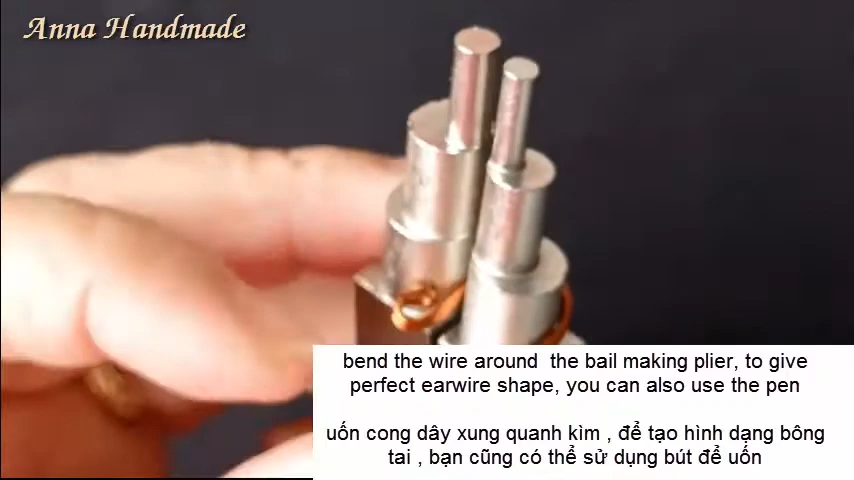 Anna Handmade
bend the wire around the bail making plier, to give
perfect earwire shape, you can also use the pen
uốn cong dây xung quanh kìm , để tạo hình dạng bông
tai , bạn cũng có thể sử dụng bút để uốn